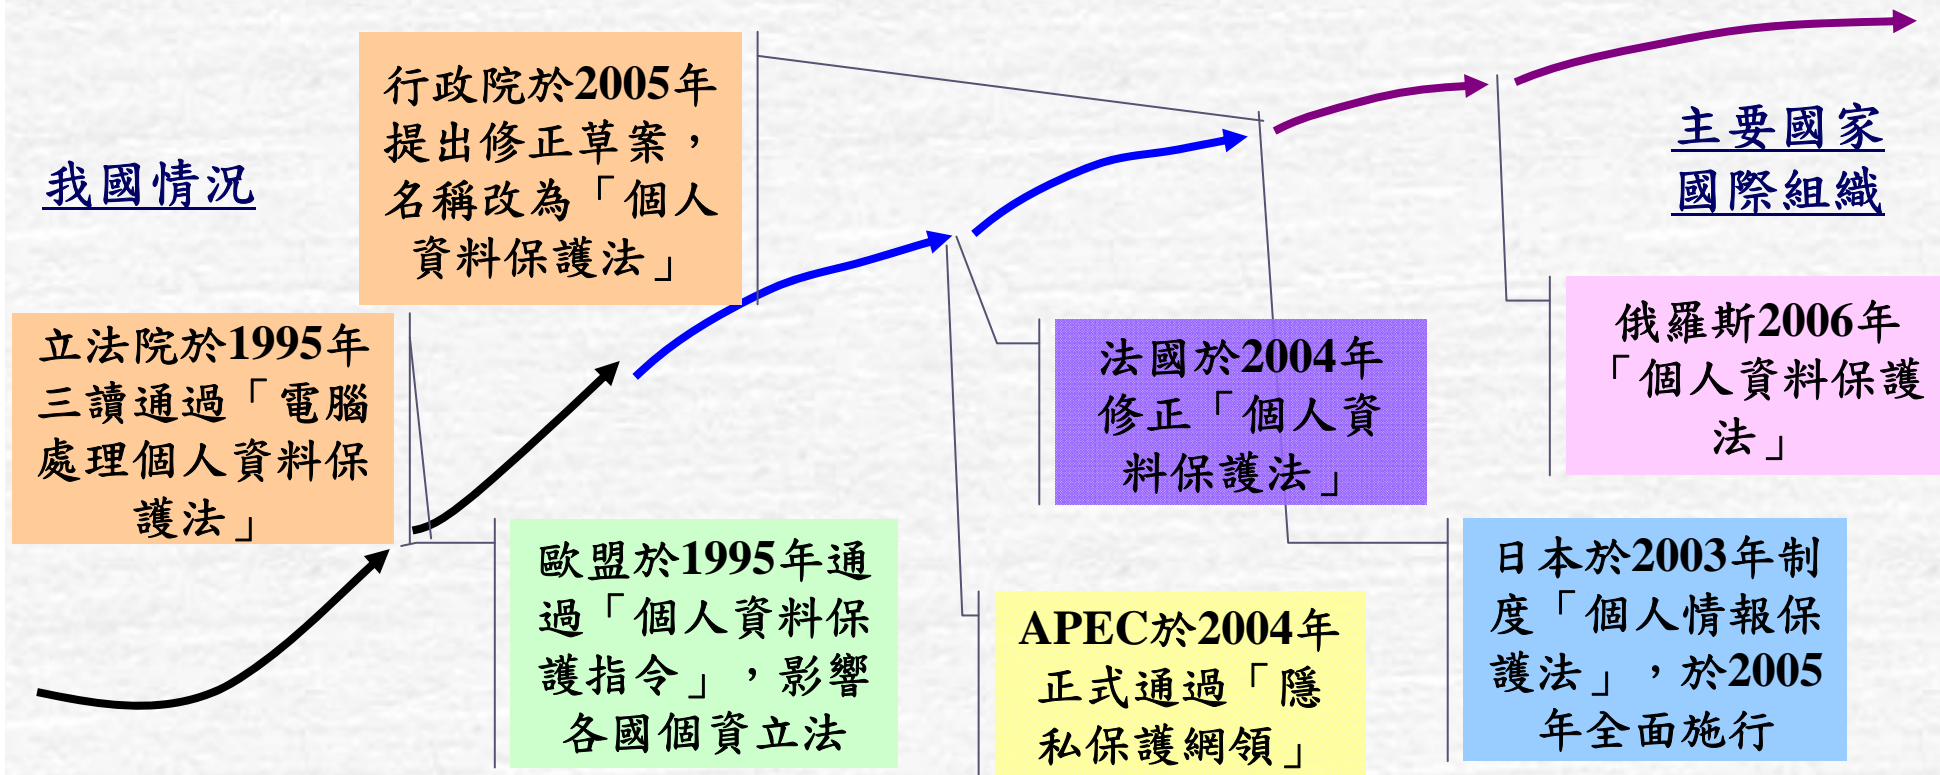 我國情況
行政院於2005年
提出修正草案，
名稱改為「個人
資料保護法」
立法院於1995年
三讀通過「電腦
處理個人資料保
護法」
主要國家
國際組織
歐盟於1995年通
過「個人資料保
護指令」，影響
各國個資立法
APEC於2004年
正式通過「隱
私保護網領」
法國於2004年
修正「個人資
料保護法」
日本於2003年制
度「個人情報保
護法」，於2005
年全面施行
俄羅斯2006年
「個人資料保護
法」